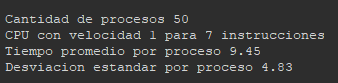 Cantidad de procesos 50
CPU con velocidad 1 para 7 instrucciones
Tiempo promedio por proceso 9.45
Desviacion estandar por proceso 4.83